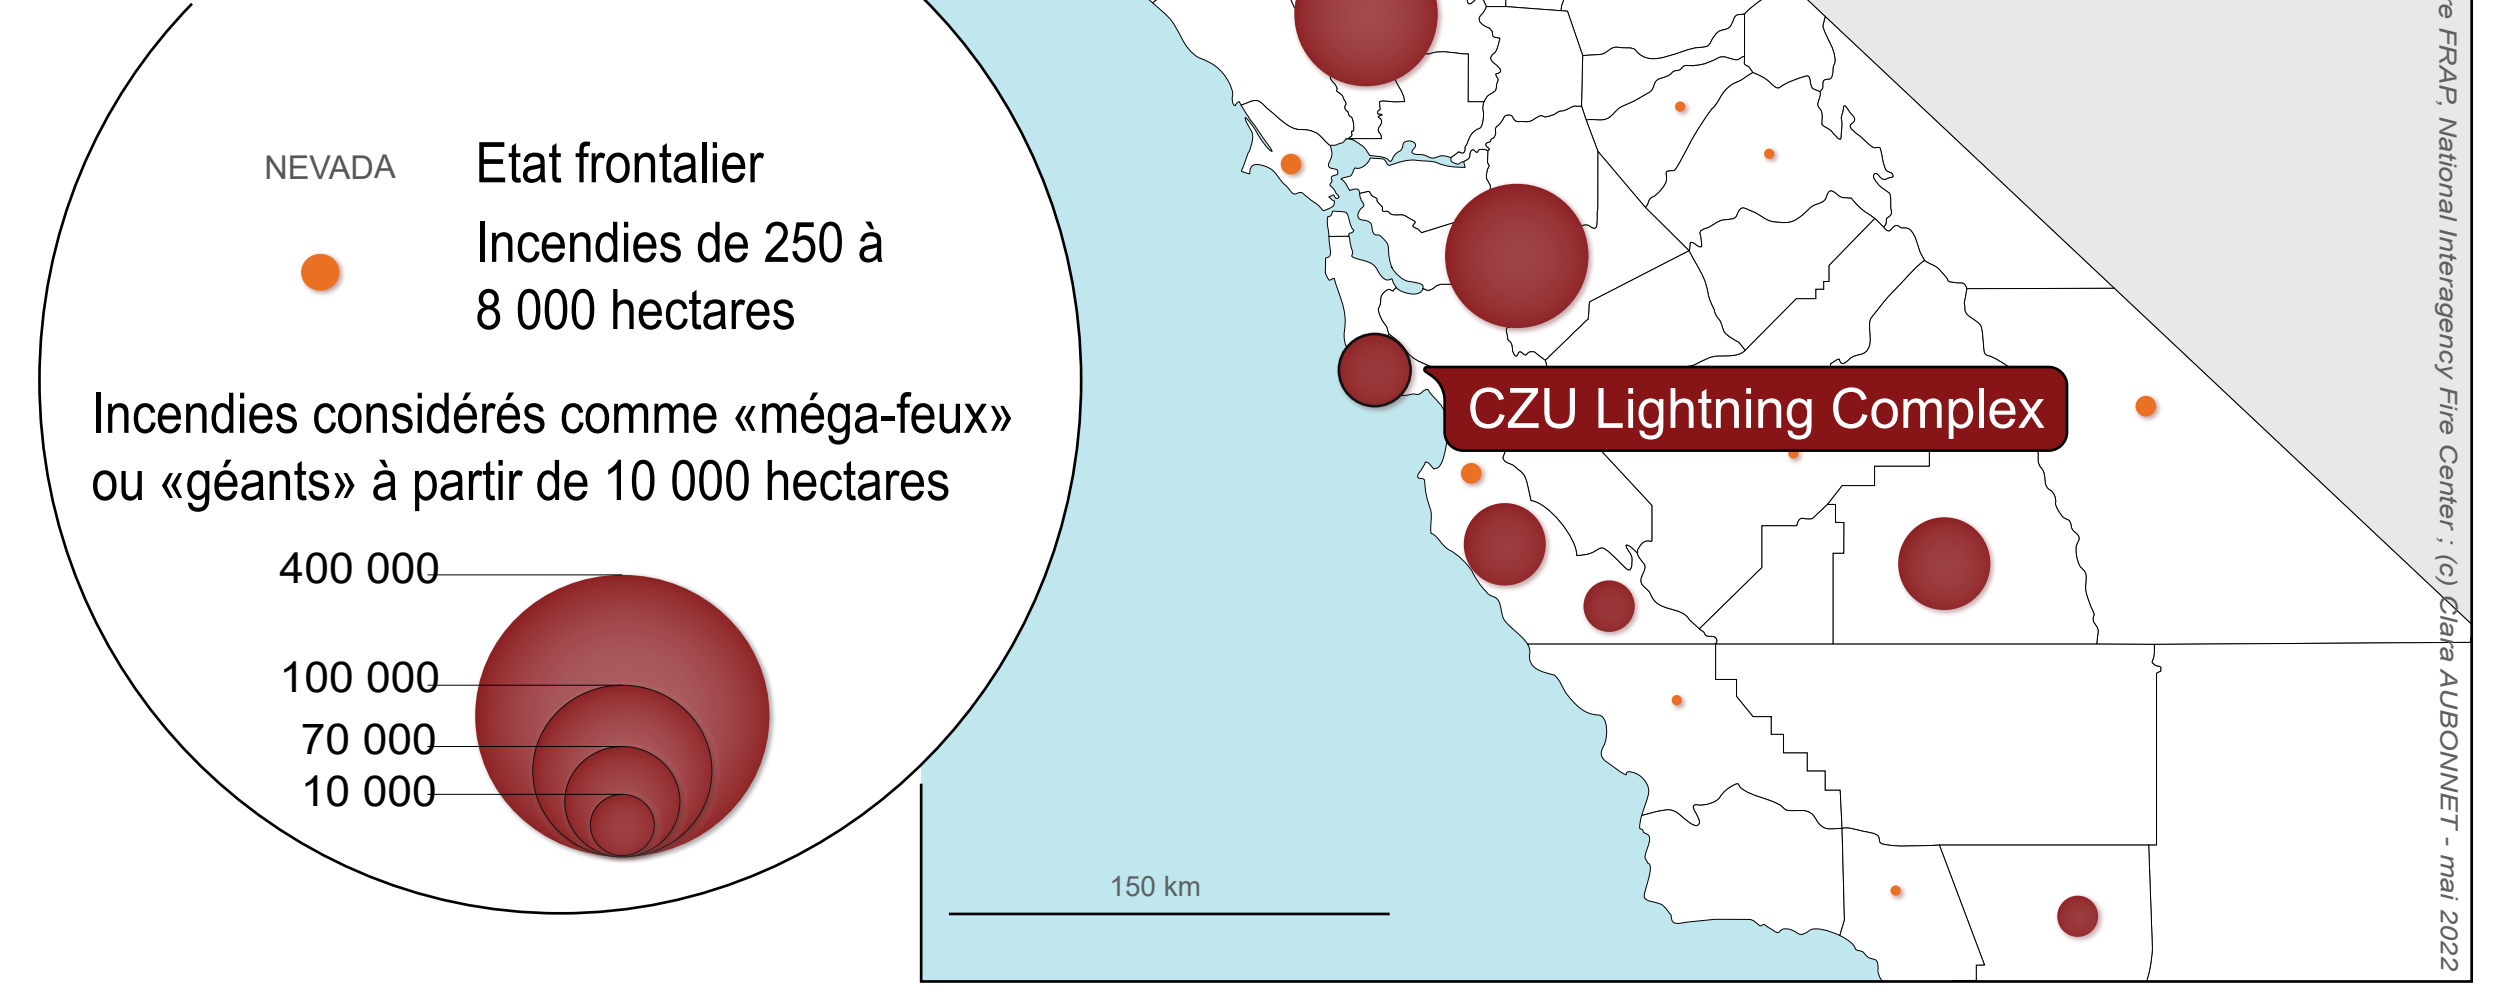 NEVADA
Etat frontalier
Incendies de 250 à
8 000 hectares
Incendies considérés comme «méga-feux»
ou «géants» à partir de 10 000 hectares
400 000
100 000
70 000
10 000
CZU Lightning Complex
150 km
re FRAP, National Interagency Fire Center ; (c) Clara AUBONNET - mai 2022